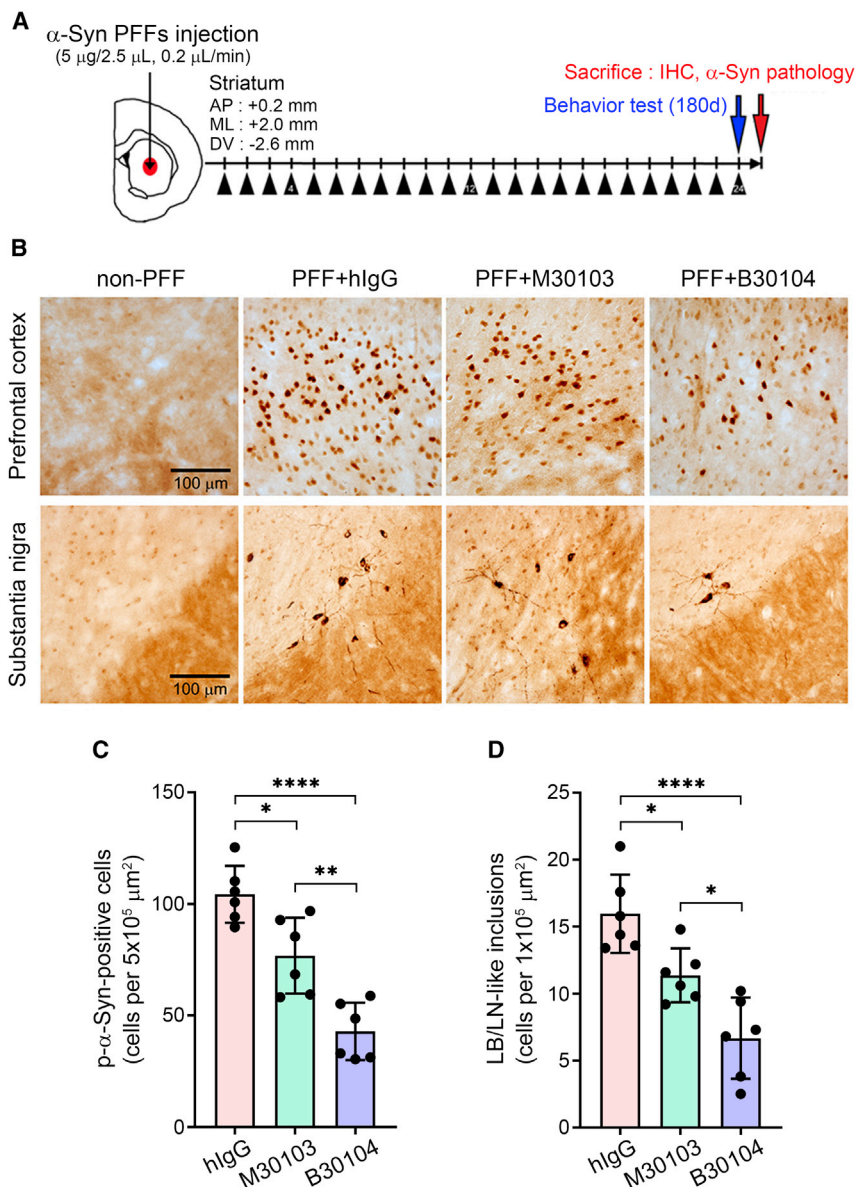 A
α-Syn PFFs injection
(5 μg/2.5 μL, 0.2 μL/min)
Striatum
AP : +0.2 mm
ML : +2.0 mm
DV : -2.6 mm
Sacrifice : IHC, α-Syn pathology
Behavior test (180d)
4
12
24
B
non-PFF
PFF+hIgG
PFF+M30103
PFF+B30104
Prefrontal cortex
100 μm
Substantia nigra
100 μm
C
p-α-Syn-positive cells
(cells per 5x10⁵ μm²)
150
100
50
0
****
*
**
hIgG
M30103
B30104
D
LB/LN-like inclusions
(cells per 1x10⁵ μm²)
25
20
15
10
5
0
****
*
*
hIgG
M30103
B30104